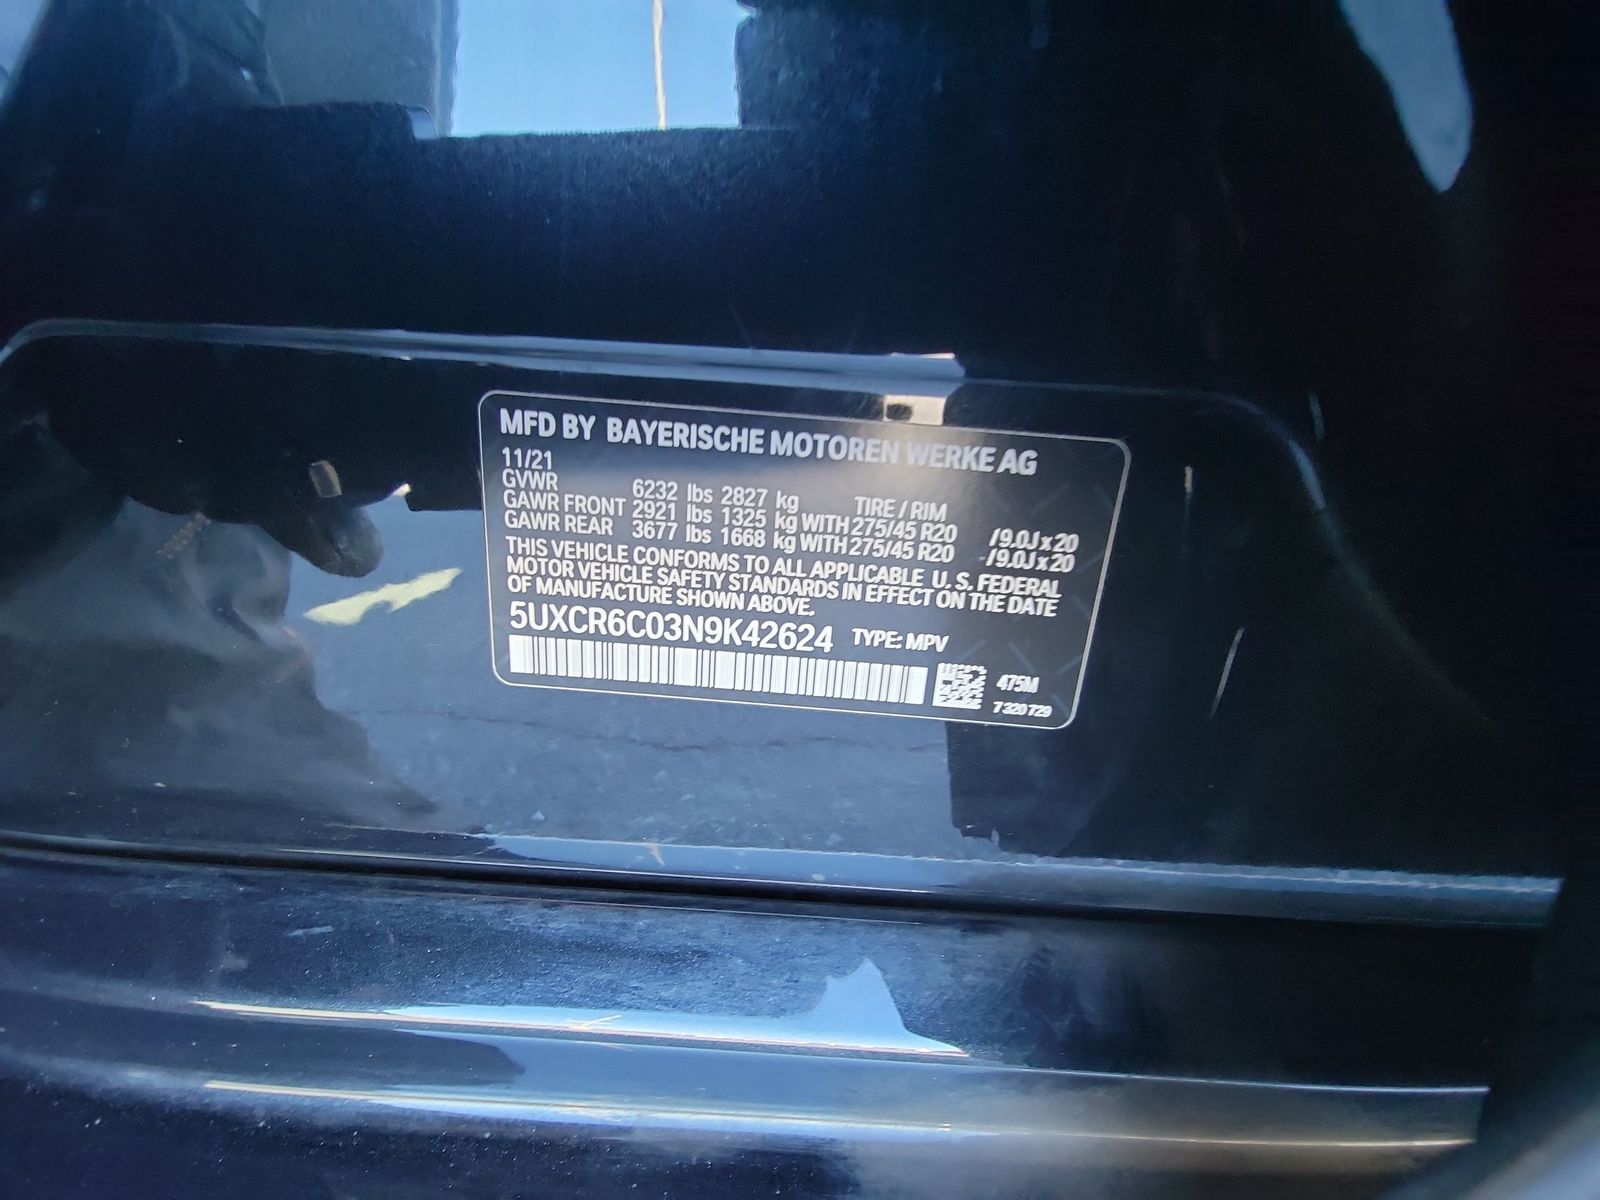 MFD BY BAYERISCHE MOTOREN WERKE AG
11/21
GVWR 6232 lbs 2827 kg TIRE / RIM
GAWR FRONT 2921 lbs 1325 kg WITH 275/45 R20 / 9.0J x 20
GAWR REAR 3677 lbs 1668 kg WITH 275/45 R20 / 9.0J x 20
THIS VEHICLE CONFORMS TO ALL APPLICABLE U. S. FEDERAL
MOTOR VEHICLE SAFETY STANDARDS IN EFFECT ON THE DATE
OF MANUFACTURE SHOWN ABOVE.
5UXCR6C03N9K42624 TYPE: MPV
475M
7 320 729